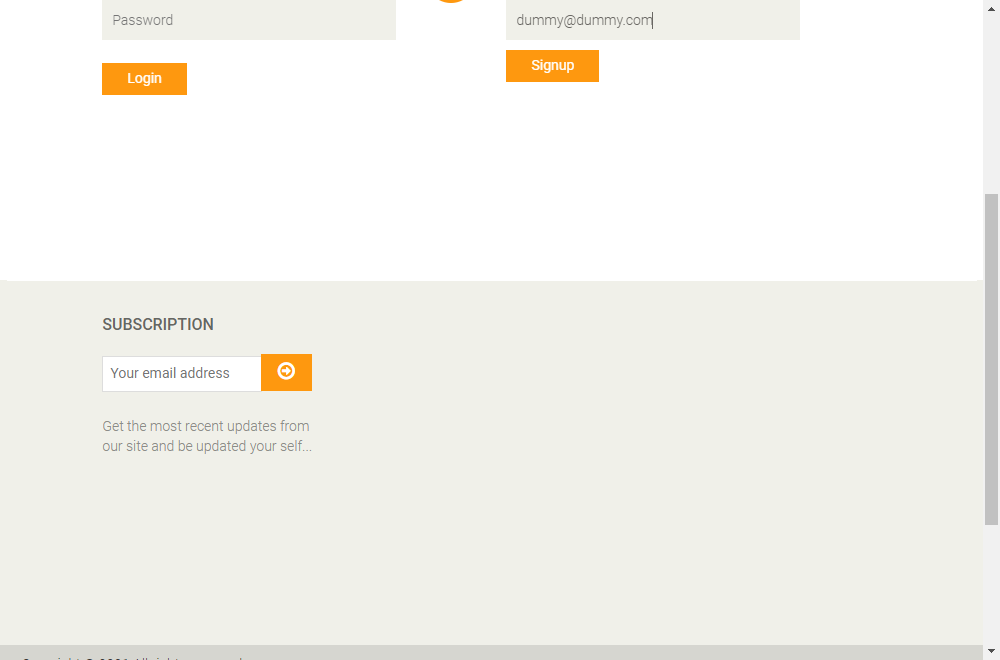 Password
dummy@dummy.com
Login
Signup
SUBSCRIPTION
Your email address
Get the most recent updates from
our site and be updated your self...